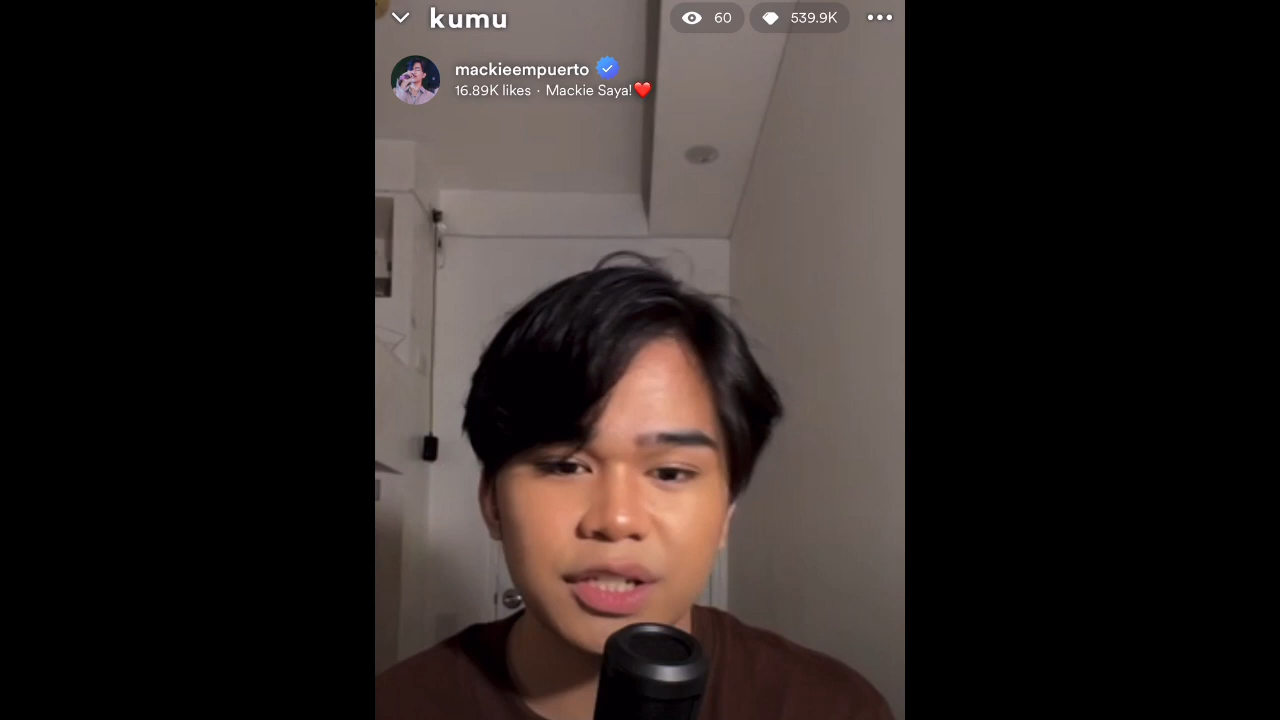 kumu
60
539.9K
mackieempuerto
16.89K likes · Mackie Saya!❤️